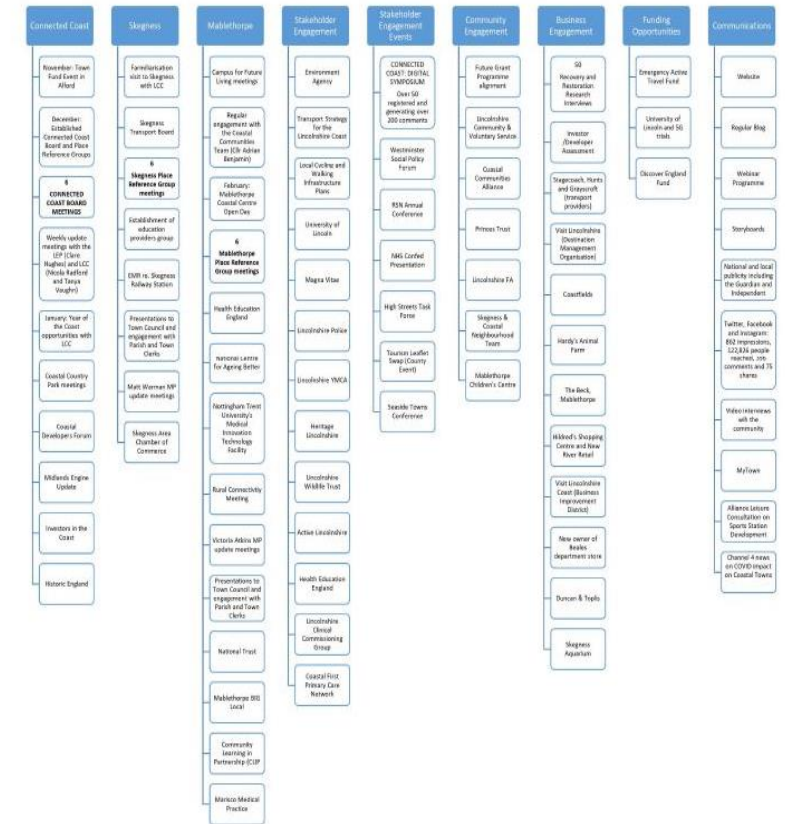 Connected Coast
November: Town
Fund Event in
Alford
December:
Established
Connected Coast
Board and Place
Reference Groups
6
CONNECTED
COAST BOARD
MEETINGS
Weekly update
meetings with the
LEP (Clare
Hughes) and LCC
(Nicola Radford
and Tanya
Vaughn)
January: Year of
the Coast
opportunities with
LCC
Coastal Country
Park meetings
Coastal
Developers Forum
Midlands Engine
Update
Investors in the
Coast
Historic England
Skegness
Familiarisation
visit to Skegness
with LCC
Skegness
Transport Board
6
Skegness Place
Reference Group
meetings
Establishment of
education
providers group
EMR re. Skegness
Railway Station
Presentations to
Town Council and
engagement with
Parish and Town
Clerks
Matt Warman MP
update meetings
Skegness Area
Chamber of
Commerce
Mablethorpe
Campus for Future
Living meetings
Regular
engagement with
the Coastal
Communities
Team (Cllr Adrian
Benjamin)
February:
Mablethorpe
Coastal Centre
Open Day
6
Mablethorpe
Place Reference
Group meetings
Health Education
England
National Centre
for Ageing Better
Nottingham Trent
University's
Medical
Innovation
Technology
Facility
Rural Connectivity
Meeting
Victoria Atkins MP
update meetings
Presentations to
Town Council and
engagement with
Parish and Town
Clerks
National Trust
Mablethorpe BIG
Local
Community
Learning in
Partnership (CLIP
Marisco Medical
Practice
Stakeholder
Engagement
Environment
Agency
Transport Strategy
for the
Lincolnshire Coast
Local Cycling and
Walking
Infrastructure
Plans
University of
Lincoln
Magna Vitae
Lincolnshire Police
Lincolnshire YMCA
Heritage
Lincolnshire
Lincolnshire
Wildlife Trust
Active Lincolnshire
Health Education
England
Lincolnshire
Clinical
Commissioning
Group
Coastal First
Primary Care
Network
Stakeholder
Engagement
Events
CONNECTED
COAST: DIGITAL
SYMPOSIUM
Over 50
registered and
generating over
200 comments
Westminster
Social Policy
Forum
RSN Annual
Conference
NHS Confed
Presentation
High Streets Task
Force
Tourism Leaflet
Swap (County
Event)
Seaside Towns
Conference
Community
Engagement
Future Grant
Programme
alignment
Lincolnshire
Community &
Voluntary Service
Coastal
Communities
Alliance
Princes Trust
Lincolnshire FA
Skegness &
Coastal
Neighbourhood
Team
Mablethorpe
Children's Centre
Business
Engagement
50
Recovery and
Restoration
Research
Interviews
Investor
/Developer
Assessment
Stagecoach, Hunts
and Grayscroft
(transport
providers)
Visit Lincolnshire
(Destination
Management
Organisation)
Coastfields
Hardy's Animal
Farm
The Beck,
Mablethorpe
Hildred's Shopping
Centre and New
River Retail
Visit Lincolnshire
Coast (Business
Improvement
District)
New owner of
Beales
department store
Duncan & Toplis
Skegness
Aquarium
Funding
Opportunities
Emergency Active
Travel Fund
University of
Lincoln and 5G
trials
Discover England
Fund
Communications
Website
Regular Blog
Webinar
Programme
Storyboards
National and local
publicity including
the Guardian and
Independent
Twitter, Facebook
and Instagram:
impressions,
people
reached,
comments and 75
shares
Video interviews
with the
community
MyTown
Alliance Leisure
Consultation on
Sports Station
Development
Channel 4 news
on COVID impact
on Coastal Towns